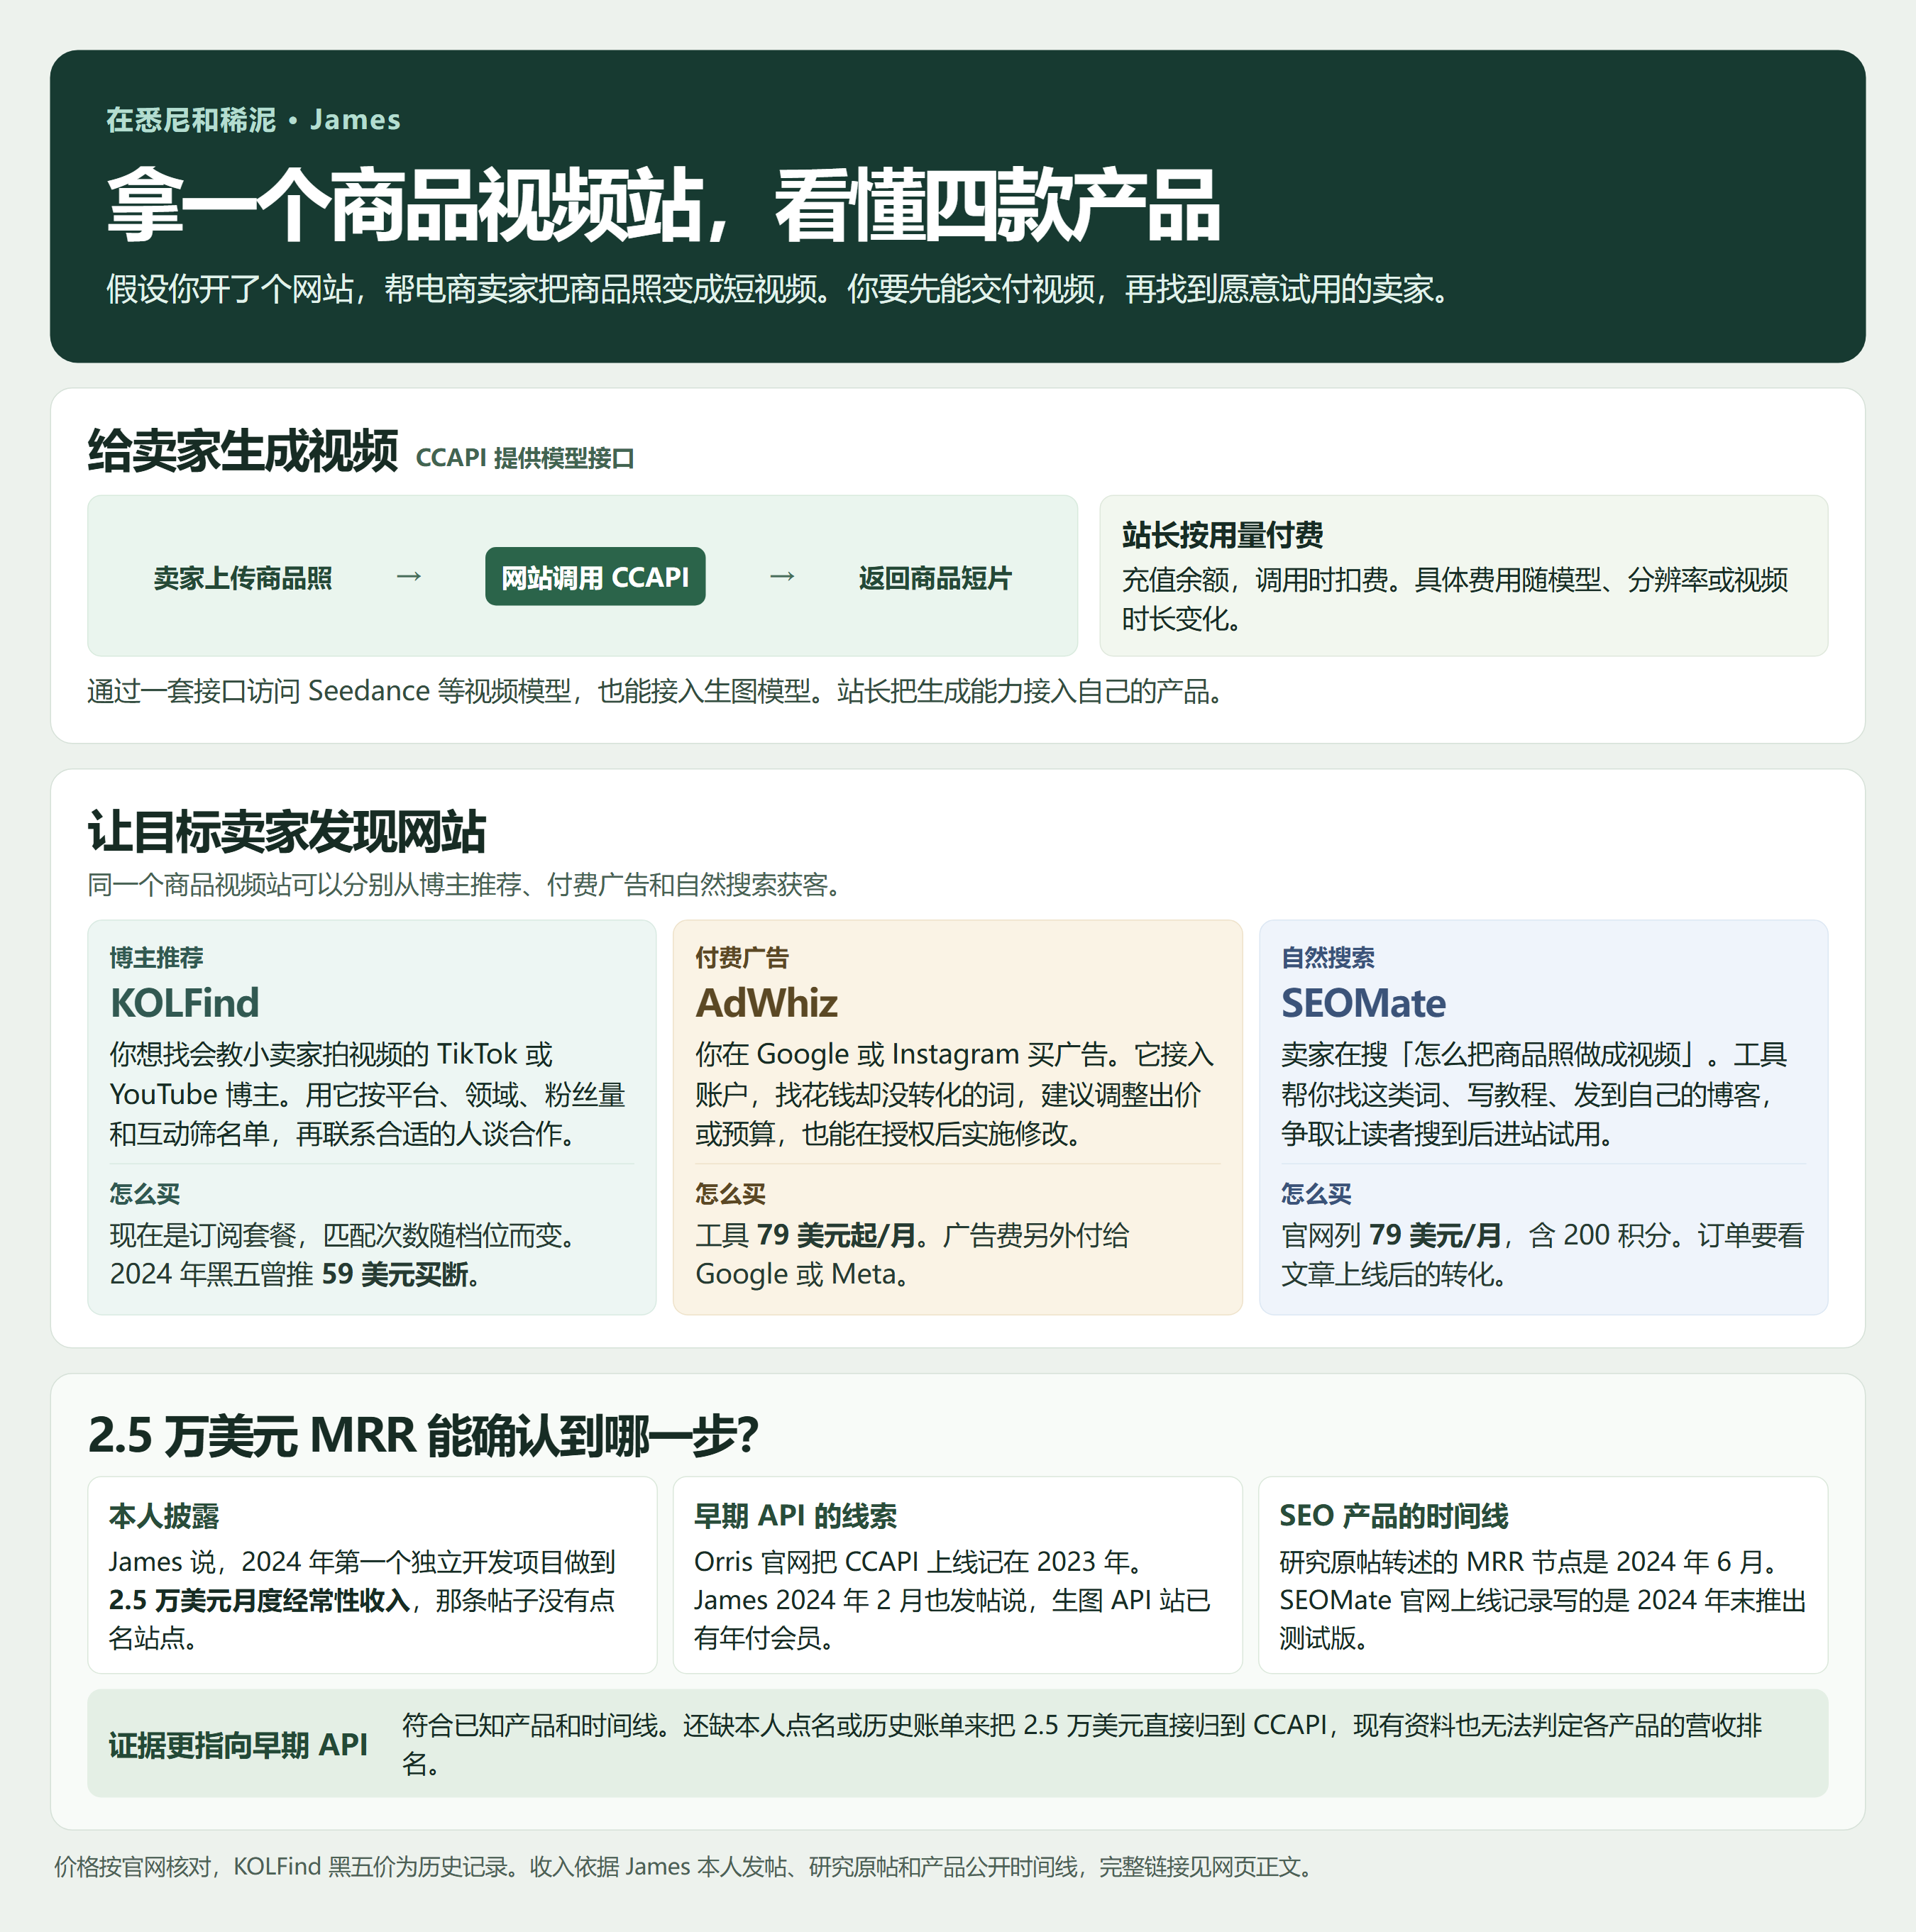 在悉尼和稀泥 • James
拿一个商品视频站，看懂四款产品
假设你开了个网站，帮电商卖家把商品照变成短视频。你要先能交付视频，再找到愿意试用的卖家。
给卖家生成视频 CCAPI 提供模型接口
卖家上传商品照 → 网站调用 CCAPI → 返回商品短片
站长按用量付费
充值余额，调用时扣费。具体费用随模型、分辨率或视频
时长变化。
通过一套接口访问 Seedance 等视频模型，也能接入生图模型。站长把生成能力接入自己的产品。
让目标卖家发现网站
同一个商品视频站可以分别从博主推荐、付费广告和自然搜索获客。
博主推荐
KOLFind
你想找会教小卖家拍视频的 TikTok 或
YouTube 博主。用它按平台、领域、粉丝量
和互动筛名单，再联系合适的人谈合作。
怎么买
现在是订阅套餐，匹配次数随档位而变。
2024 年黑五曾推 59 美元买断。
付费广告
AdWhiz
你在 Google 或 Instagram 买广告。它接入
账户，找花钱却没转化的词，建议调整出价
或预算，也能在授权后实施修改。
怎么买
工具 79 美元起/月。广告费另外付给
Google 或 Meta。
自然搜索
SEOMate
卖家在搜「怎么把商品照做成视频」。工具
帮你找这类词、写教程、发到自己的博客，
争取让读者搜到后进站试用。
怎么买
官网列 79 美元/月，含 200 积分。订单要看
文章上线后的转化。
2.5 万美元 MRR 能确认到哪一步？
本人披露
James 说，2024 年第一个独立开发项目做到
2.5 万美元月度经常性收入，那条帖子没有点
名站点。
早期 API 的线索
Orris 官网把 CCAPI 上线记在 2023 年。
James 2024 年 2 月也发帖说，生图 API 站已
有年付会员。
SEO 产品的时间线
研究原帖转述的 MRR 节点是 2024 年 6 月。
SEOMate 官网上线记录写的是 2024 年末推出
测试版。
证据更指向早期 API
符合已知产品和时间线。还缺本人点名或历史账单来把 2.5 万美元直接归到 CCAPI，现有资料也无法判定各产品的营收排
名。
价格按官网核对，KOLFind 黑五价为历史记录。收入依据 James 本人发帖、研究原帖和产品公开时间线，完整链接见网页正文。